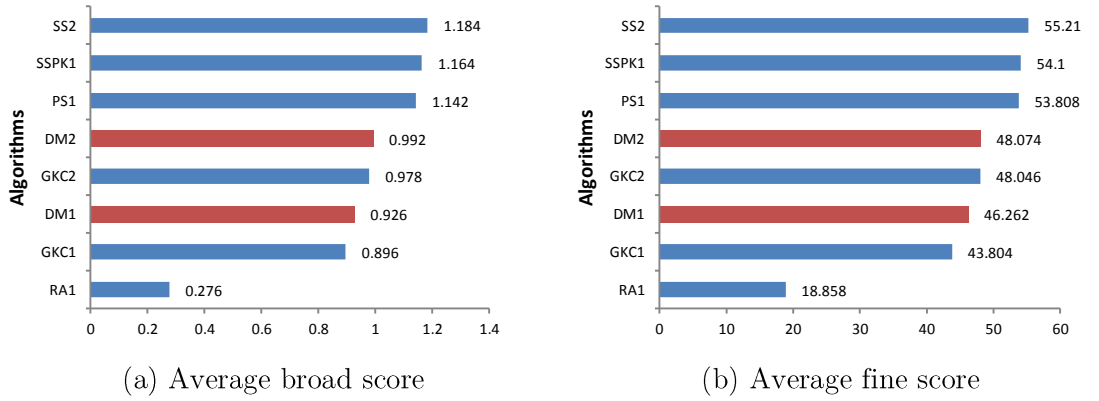 SS2 1.184
SSPK1 1.164
PS1 1.142
DM2 0.992
GKC2 0.978
DM1 0.926
GKC1 0.896
RA1 0.276
Algorithms
0 0.2 0.4 0.6 0.8 1 1.2 1.4
(a) Average broad score
SS2 55.21
SSPK1 54.1
PS1 53.808
DM2 48.074
GKC2 48.046
DM1 46.262
GKC1 43.804
RA1 18.858
Algorithms
0 10 20 30 40 50 60
(b) Average fine score